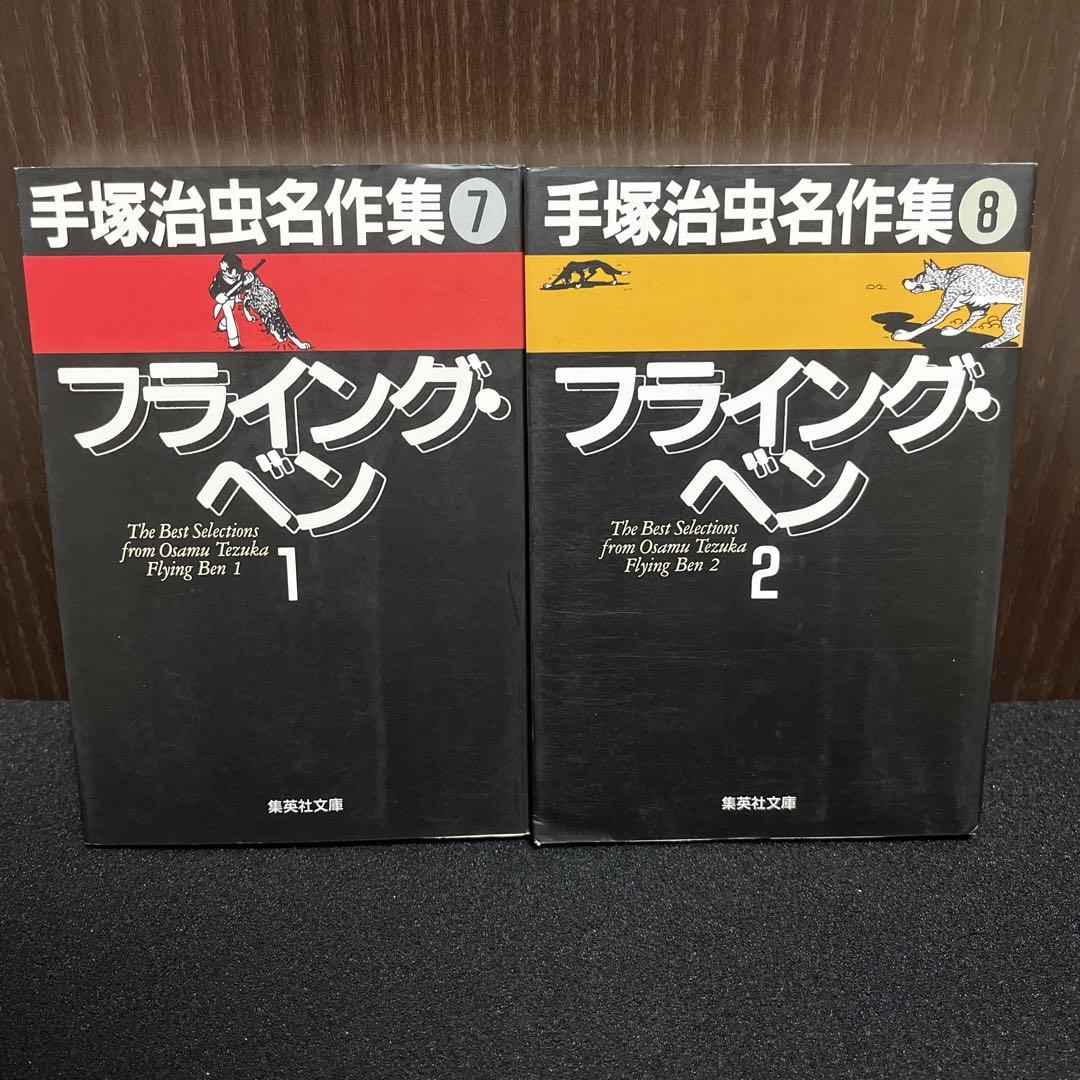 手塚治虫名作集7
フライング・
ベン
The Best Selections
from Osamu Tezuka
Flying Ben 1
1
集英社文庫
手塚治虫名作集8
フライング・
ベン
The Best Selections
from Osamu Tezuka
Flying Ben 2
2
集英社文庫